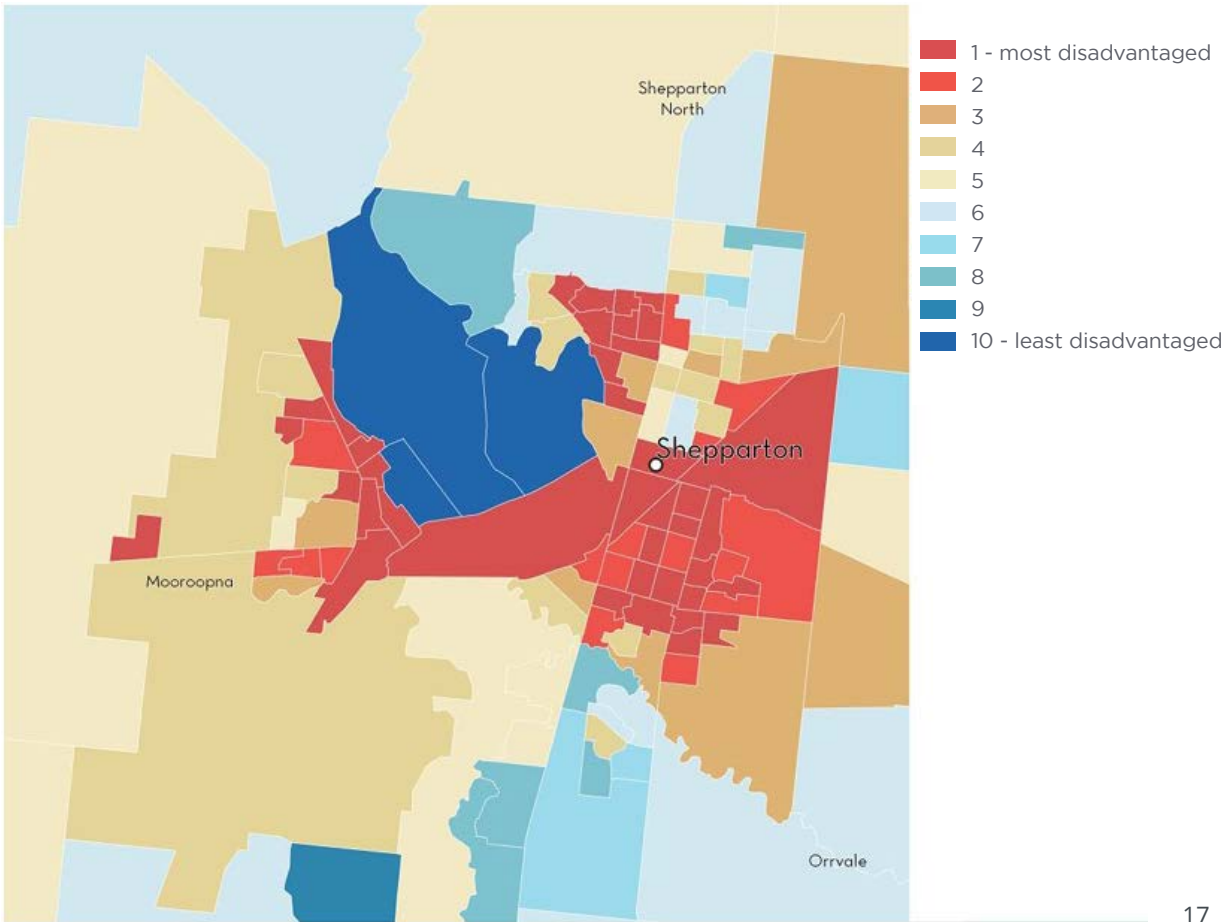 Shepparton
North
Shepparton
Mooroopna
Orrvale
1 - most disadvantaged
2
3
4
5
6
7
8
9
10 - least disadvantaged
17